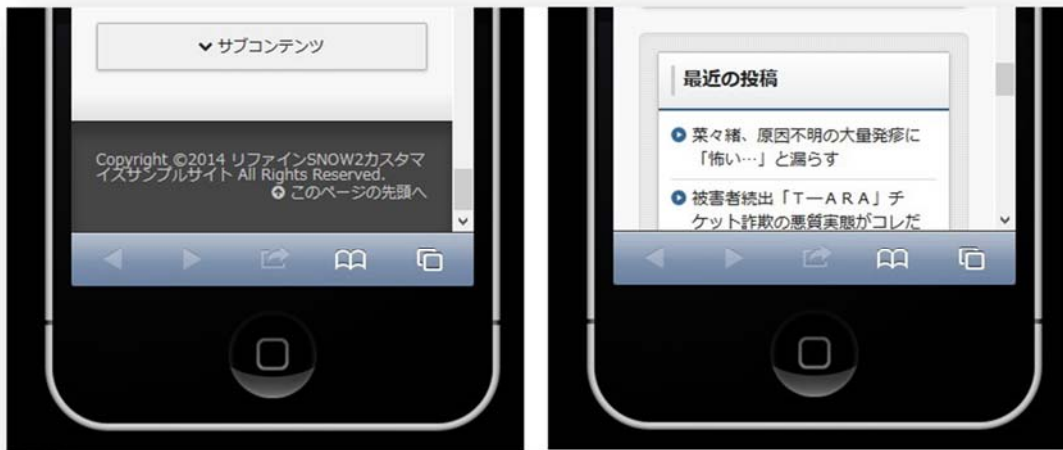 サブコンテンツ
Copyright ©2014 リファインSNOW2カスタマ
イズサンプルサイト All Rights Reserved.
このページの先頭へ
最近の投稿
菜々緒、原因不明の大量発疹に
「怖い…」と漏らす
被害者続出「T―ARA」チ
ケット詐欺の悪質実態がコレだ